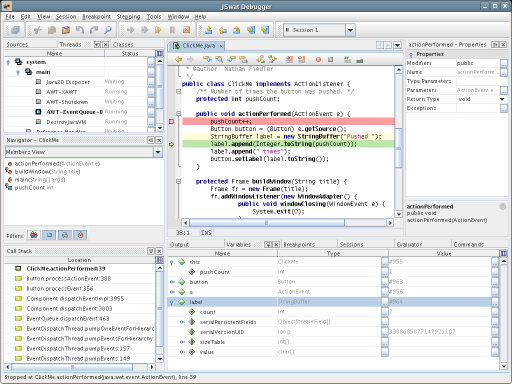 JSwat Debugger
File Edit View Session Breakpoint Stepping Tools Window Help
Session 1
Sources Threads Classes
Name Status
system
main
Java2D Disposer Waiting
AWT-XAWT Running
AWT-Shutdown Waiting
AWT-EventQueue-0
DestroyJavaVM Running
Navigator - ClickMe
Members View
actionPerformed(ActionEvent e)
buildWindow(String title)
main(String[] args)
pushCount int
Filters:
Call Stack
Location
ClickMe.actionPerformed:39
Button.processActionEvent:388
Button.processEvent:356
Component.dispatchEventImpl:3955
Component.dispatchEvent:3803
EventQueue.dispatchEvent:463
EventDispatchThread.pumpOneEventForHierarchy
EventDispatchThread.pumpEventsForHierarchy:
EventDispatchThread.pumpEvents:157
EventDispatchThread.pumpEvents:149
ClickMe.java
* @author Nathan Fiedler
*/
public class ClickMe implements ActionListener {
/** Number of times the button was pushed. */
protected int pushCount;
public void actionPerformed(ActionEvent e) {
pushCount++;
Button button = (Button) e.getSource();
StringBuffer label = new StringBuffer("Pushed ");
label.append(Integer.toString(pushCount));
label.append(" times");
button.setLabel(label.toString());
}
protected Frame buildWindow(String title) {
Frame fr = new Frame(title);
fr.addWindowListener(new WindowAdapter() {
public void windowClosing(WindowEvent e) {
System.exit(0);
38:1 INS
actionPerformed - Properties
Properties
Modifiers public
Name actionPerform
Type Parameters
Parameters ActionEvent e
Return Type void
Exceptions
actionPerformed
public void
actionPerformed(ActionEvent)
Output Variables Breakpoints Sessions Evaluator Commands
Name Type Value
this ClickMe #955
pushCount int 1
button Button #963
e ActionEvent #956
label StringBuffer #964
count int 7
serialPersistentFields ObjectStreamField[]
serialVersionUID long
sizeTable int[]
value char[]
Stopped at ClickMe.actionPerformed(java.awt.event.ActionEvent), line 39